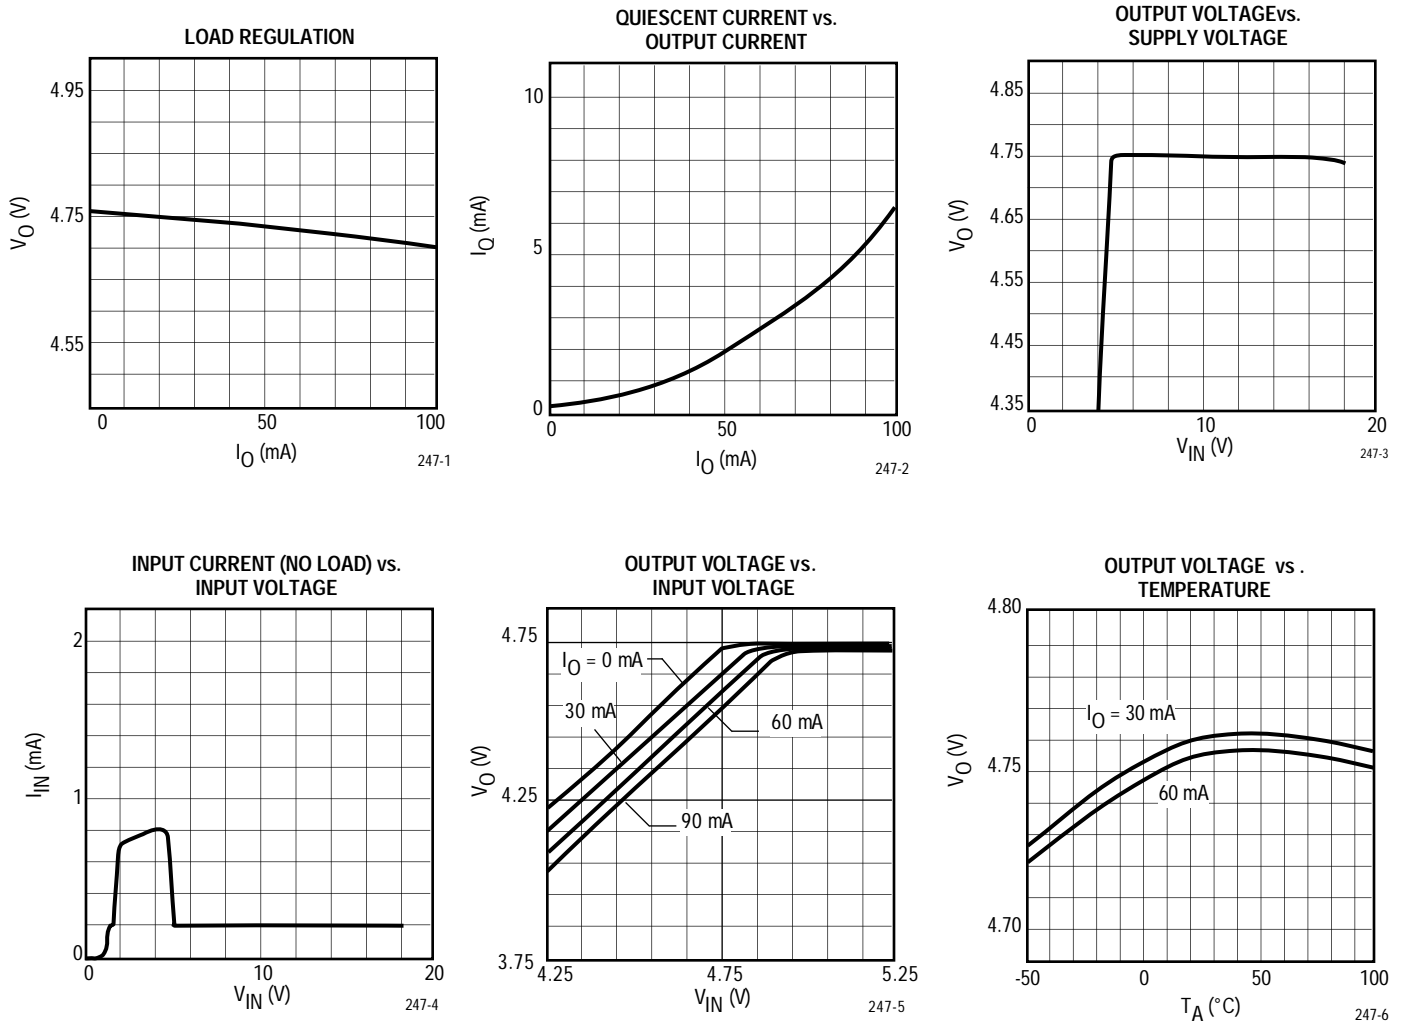 LOAD REGULATION
4.95
4.75
4.55
V_O (V)
0 50 100
I_O (mA)
247-1
QUIESCENT CURRENT vs.
OUTPUT CURRENT
10
5
0
I_Q (mA)
0 50 100
I_O (mA)
247-2
OUTPUT VOLTAGEvs.
SUPPLY VOLTAGE
4.85
4.75
4.65
4.55
4.45
4.35
V_O (V)
0 10 20
V_IN (V)
247-3
INPUT CURRENT (NO LOAD) vs.
INPUT VOLTAGE
2
1
0
I_IN (mA)
0 10 20
V_IN (V)
247-4
OUTPUT VOLTAGE vs.
INPUT VOLTAGE
4.75
4.25
3.75
V_O (V)
I_O = 0 mA
30 mA
60 mA
90 mA
4.25 4.75 5.25
V_IN (V)
247-5
OUTPUT VOLTAGE vs .
TEMPERATURE
4.80
4.75
4.70
V_O (V)
I_O = 30 mA
60 mA
-50 0 50 100
T_A (°C)
247-6